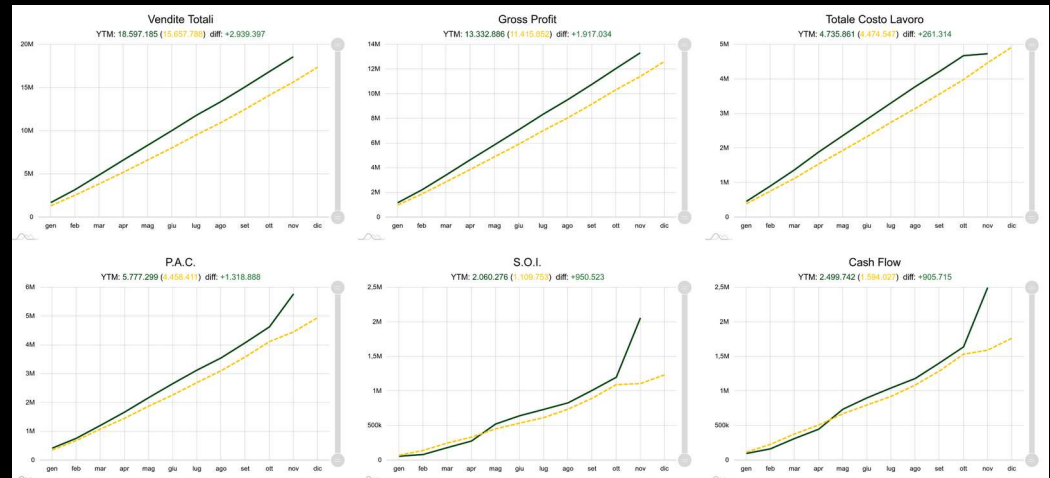 Vendite Totali
YTM: 18.597.185 (15.657.788) diff: +2.939.397
20M
15M
10M
5M
0
gen feb mar apr mag giu lug ago set ott nov dic
Gross Profit
YTM: 13.332.886 (11.415.852) diff: +1.917.034
14M
12M
10M
8M
6M
4M
2M
0
gen feb mar apr mag giu lug ago set ott nov dic
Totale Costo Lavoro
YTM: 4.735.861 (4.474.547) diff: +261.314
5M
4M
3M
2M
1M
0
gen feb mar apr mag giu lug ago set ott nov dic
P.A.C.
YTM: 5.777.299 (4.458.411) diff: +1.318.888
6M
5M
4M
3M
2M
1M
0
gen feb mar apr mag giu lug ago set ott nov dic
S.O.I.
YTM: 2.060.276 (1.109.753) diff: +950.523
2,5M
2M
1,5M
1M
500k
0
gen feb mar apr mag giu lug ago set ott nov dic
Cash Flow
YTM: 2.499.742 (1.594.027) diff: +905.715
2,5M
2M
1,5M
1M
500k
0
gen feb mar apr mag giu lug ago set ott nov dic